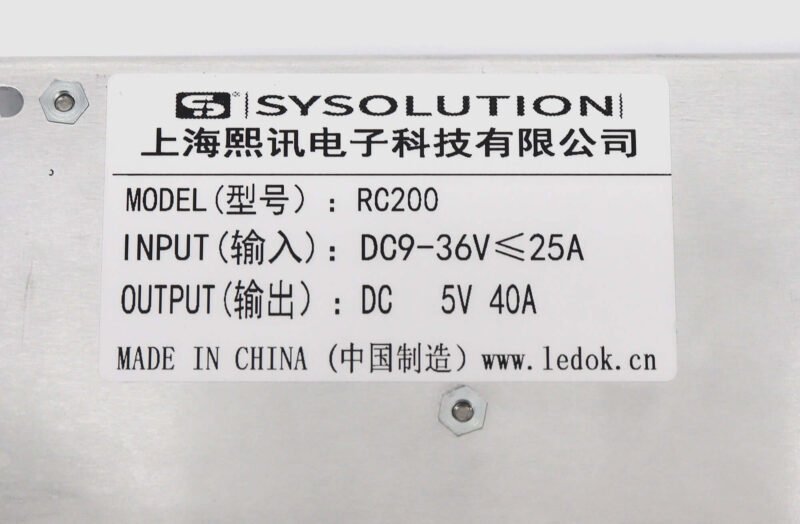 SYSOLUTION
上海熙讯电子科技有限公司
MODEL(型号）：RC200
INPUT(输入）：DC9-36V≤25A
OUTPUT(输出）：DC 5V 40A
MADE IN CHINA (中国制造）www.ledok.cn